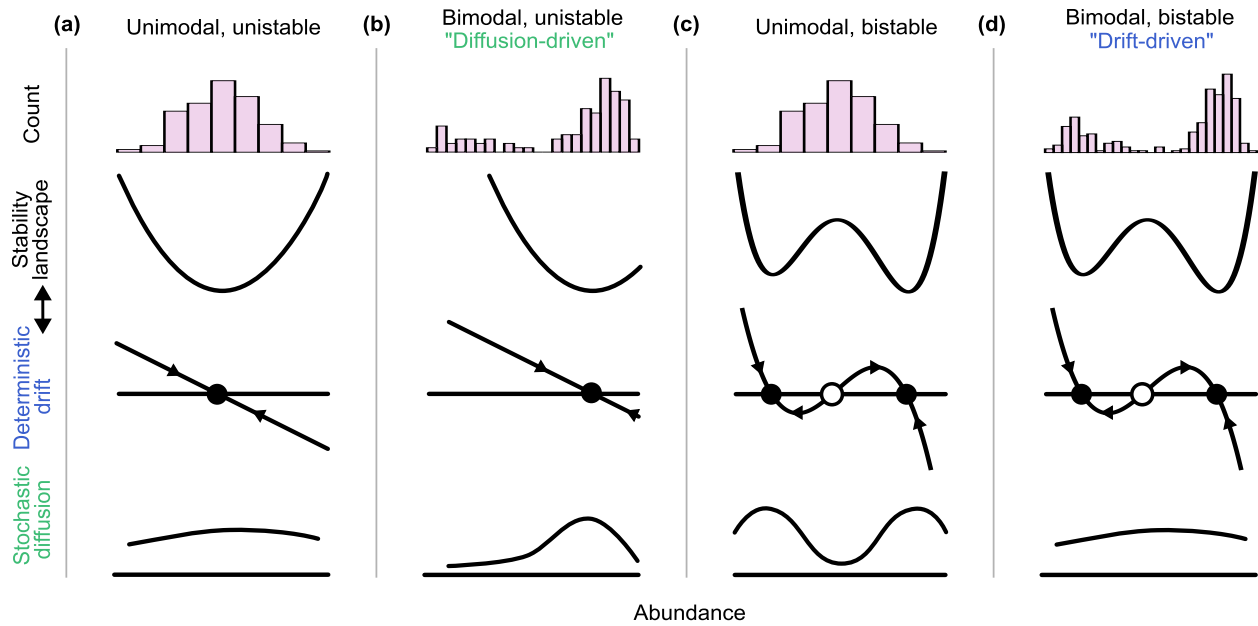 (a)
Unimodal, unistable
(b)
Bimodal, unistable
"Diffusion-driven"
(c)
Unimodal, bistable
(d)
Bimodal, bistable
"Drift-driven"
Count
Stability
landscape
Deterministic
drift
Stochastic
diffusion
Abundance